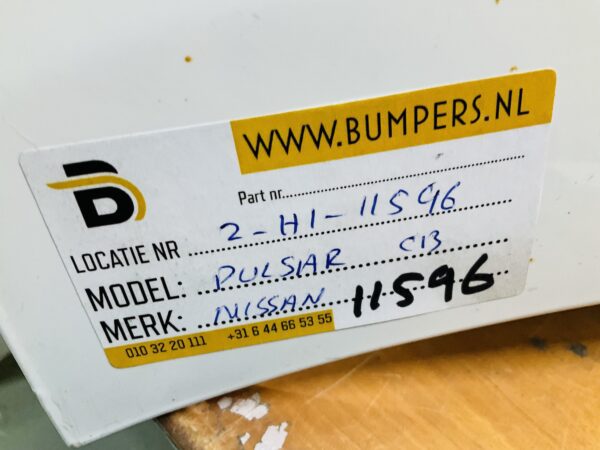 WWW.BUMPERS.NL
B
Part nr
LOCATIE NR 2-H1-11596
MODEL: PULSAR C13
MERK: NISSAN 11596
010 32 20 111 +31 6 44 66 53 55